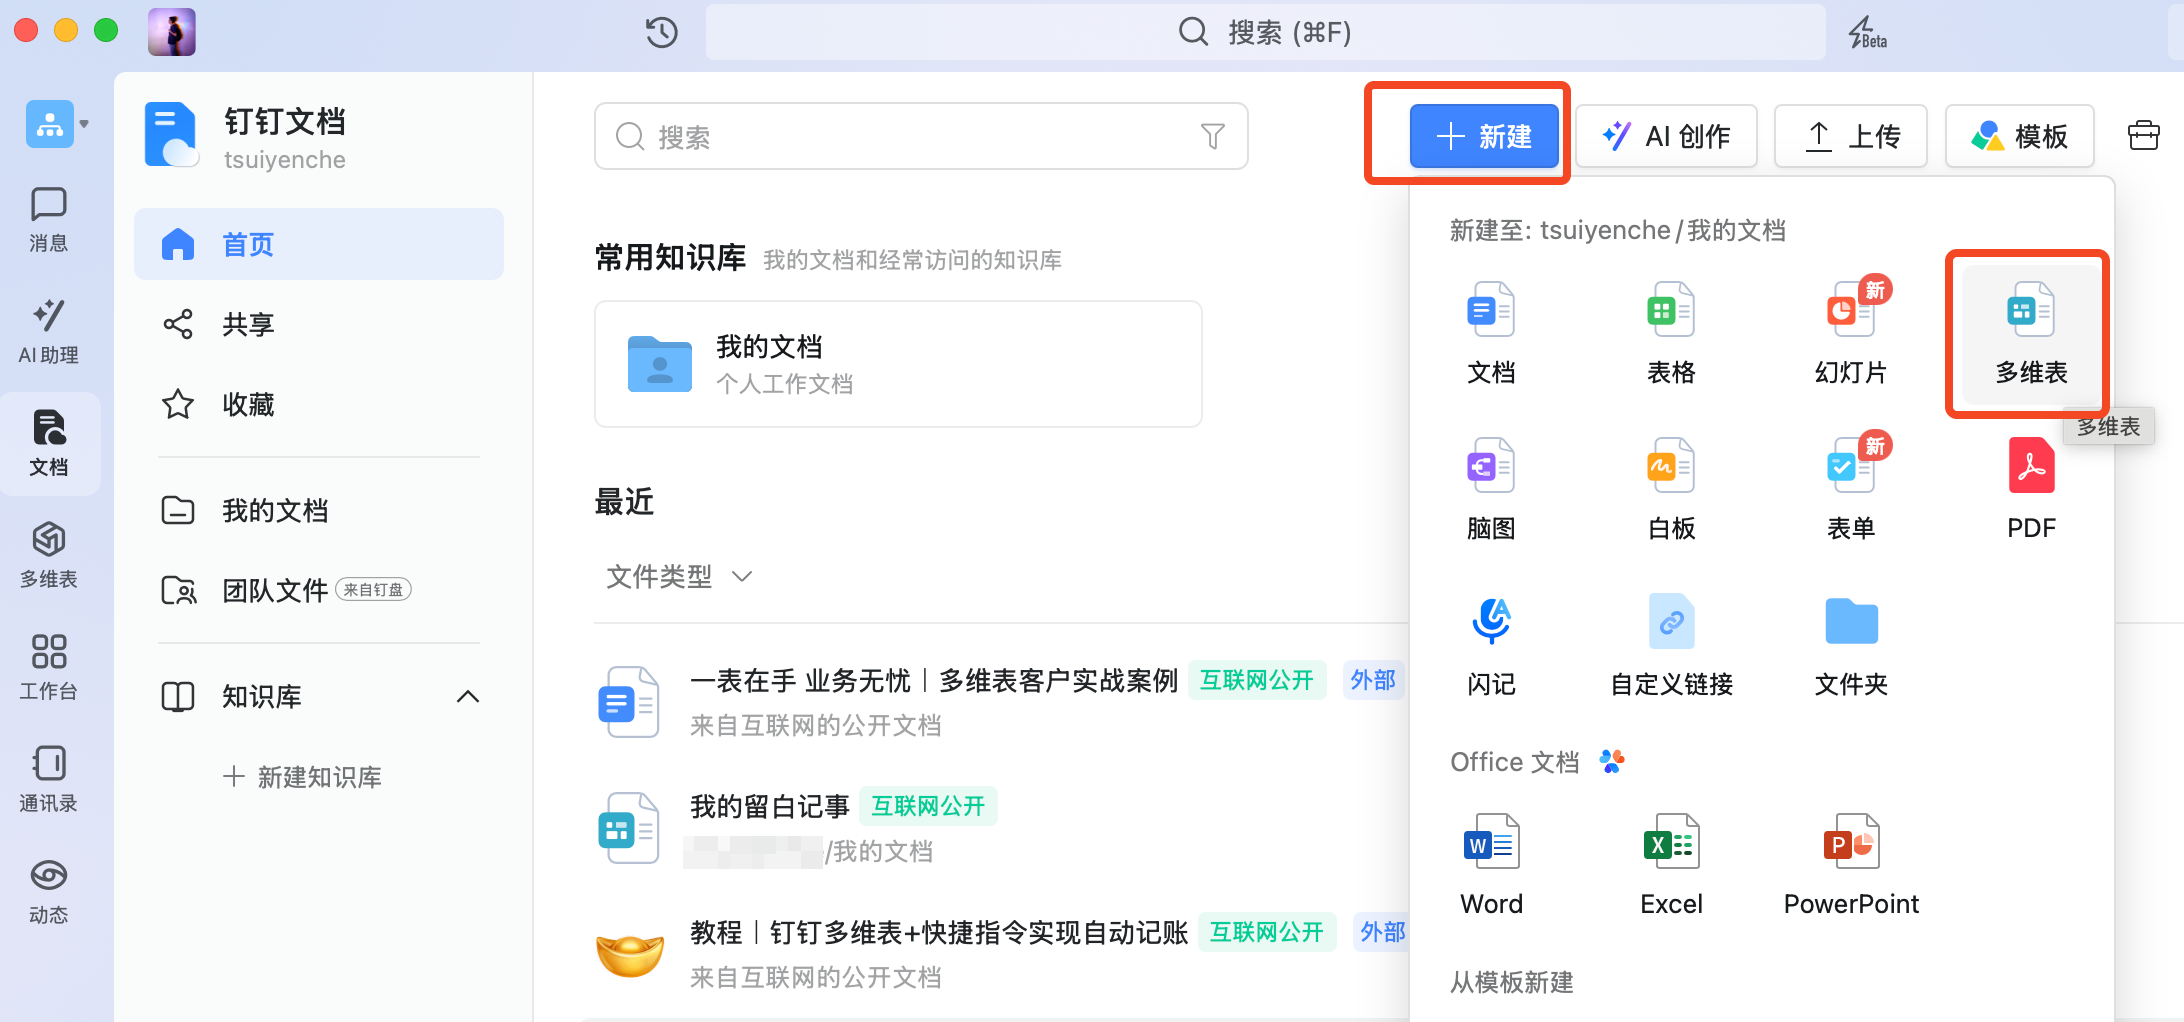 搜索 (⌘F)
Beta
消息
AI 助理
文档
多维表
工作台
通讯录
动态
钉钉文档
tsuiyenche
首页
共享
收藏
我的文档
团队文件 来自钉盘
知识库
新建知识库
搜索
新建
AI 创作
上传
模板
常用知识库 我的文档和经常访问的知识库
我的文档
个人工作文档
最近
文件类型
一表在手 业务无忧｜多维表客户实战案例 互联网公开 外部
来自互联网的公开文档
我的留白记事 互联网公开
/我的文档
教程｜钉钉多维表+快捷指令实现自动记账 互联网公开 外部
来自互联网的公开文档
新建至: tsuiyenche/我的文档
新
文档 表格 幻灯片 多维表
多维表
新
脑图 白板 表单 PDF
闪记 自定义链接 文件夹
Office 文档
W X P
Word Excel PowerPoint
从模板新建